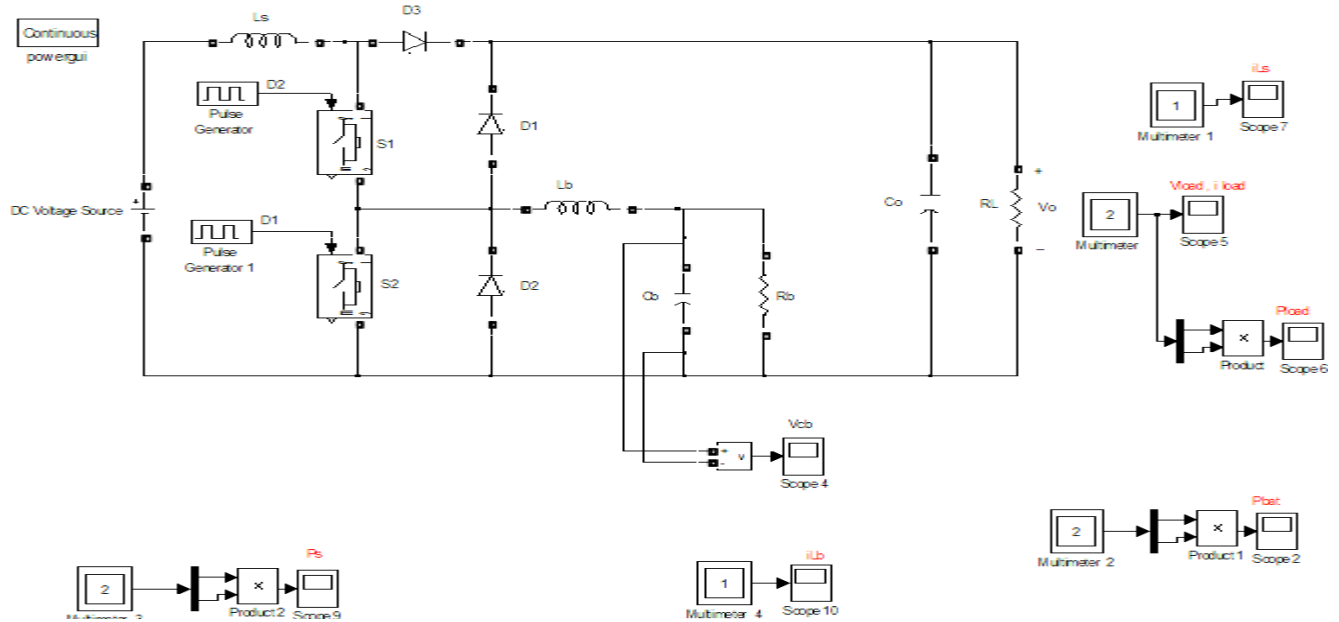 Continuous
powergui
Ls
D3
D2
Pulse
Generator
S1
D1
Lb
DC Voltage Source
D1
Pulse
Generator 1
S2
D2
Cb
Rb
Co
RL
+
Vo
−
1
Multimeter 1
iLs
Scope 7
2
Multimeter
Vload , i load
Scope 5
Pload
x
Product
Scope 6
Vcb
+
-
v
Scope 4
2
Multimeter 2
x
Product 1
Pbat
Scope 2
2
Multimeter 3
x
Product 2
Ps
Scope 9
1
Multimeter 4
iLb
Scope 10